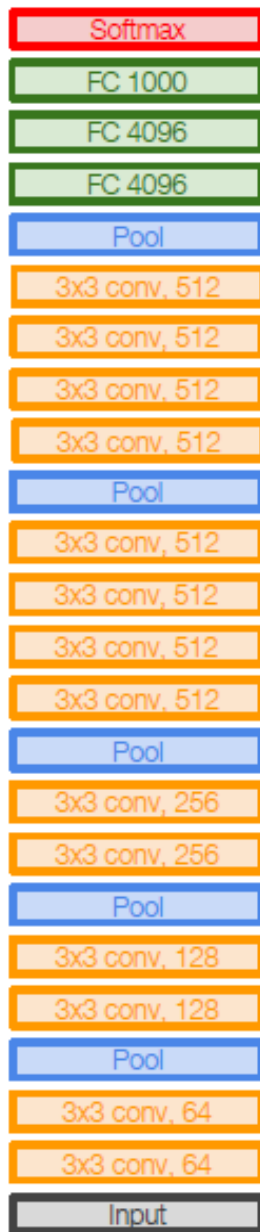 Softmax
FC 1000
FC 4096
FC 4096
Pool
3x3 conv, 512
3x3 conv, 512
3x3 conv, 512
3x3 conv, 512
Pool
3x3 conv, 512
3x3 conv, 512
3x3 conv, 512
3x3 conv, 512
Pool
3x3 conv, 256
3x3 conv, 256
Pool
3x3 conv, 128
3x3 conv, 128
Pool
3x3 conv, 64
3x3 conv, 64
Input